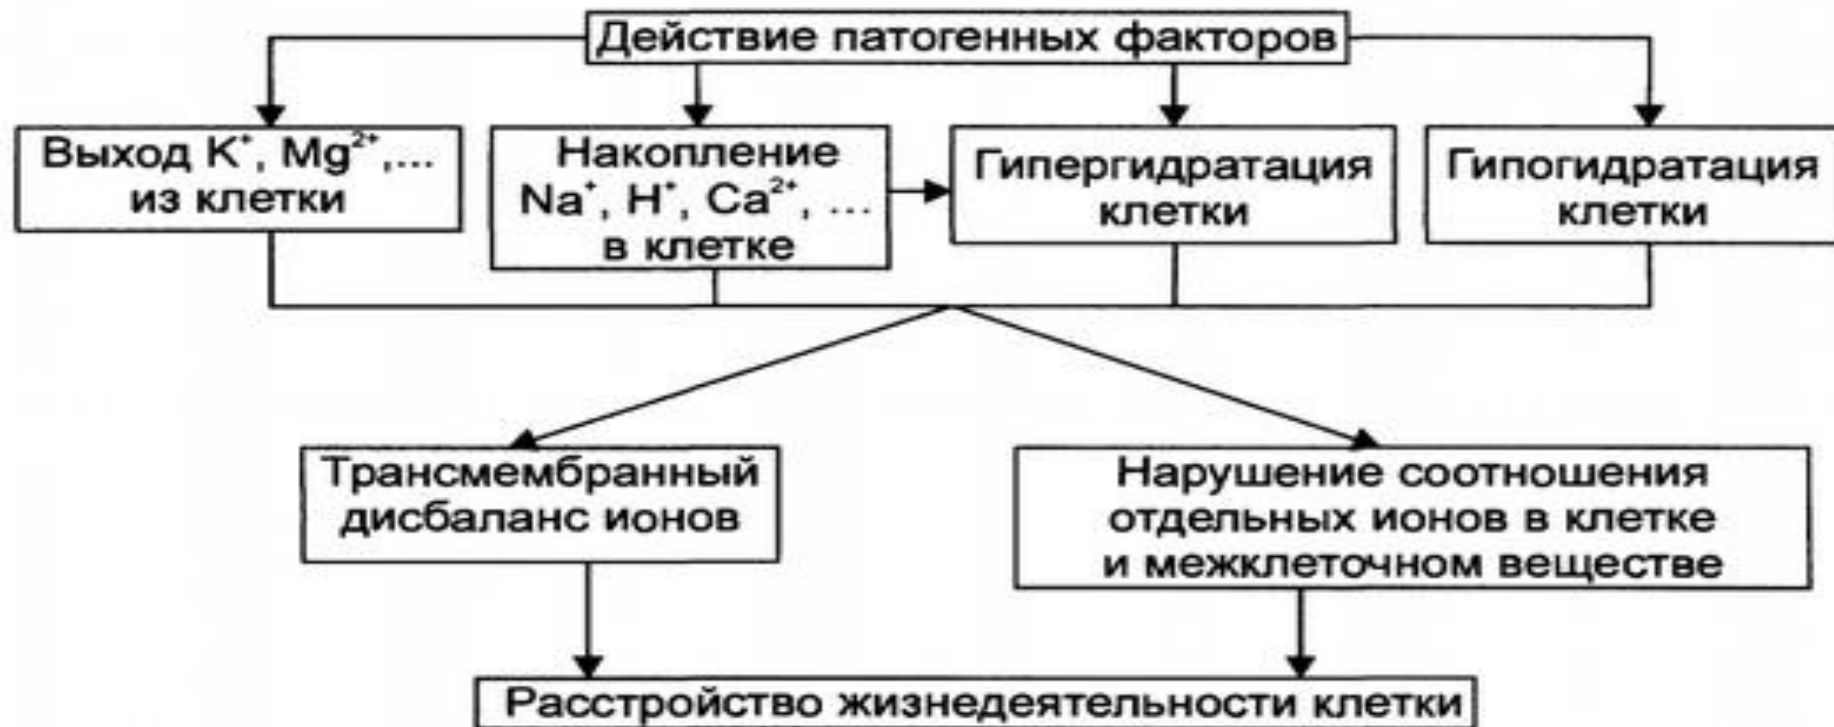 Действие патогенных факторов
Выход K⁺, Mg²⁺,...
из клетки
Накопление
Na⁺, H⁺, Ca²⁺, ...
в клетке
Гипергидратация
клетки
Гипогидратация
клетки
Трансмембранный
дисбаланс ионов
Нарушение соотношения
отдельных ионов в клетке
и межклеточном веществе
Расстройство жизнедеятельности клетки